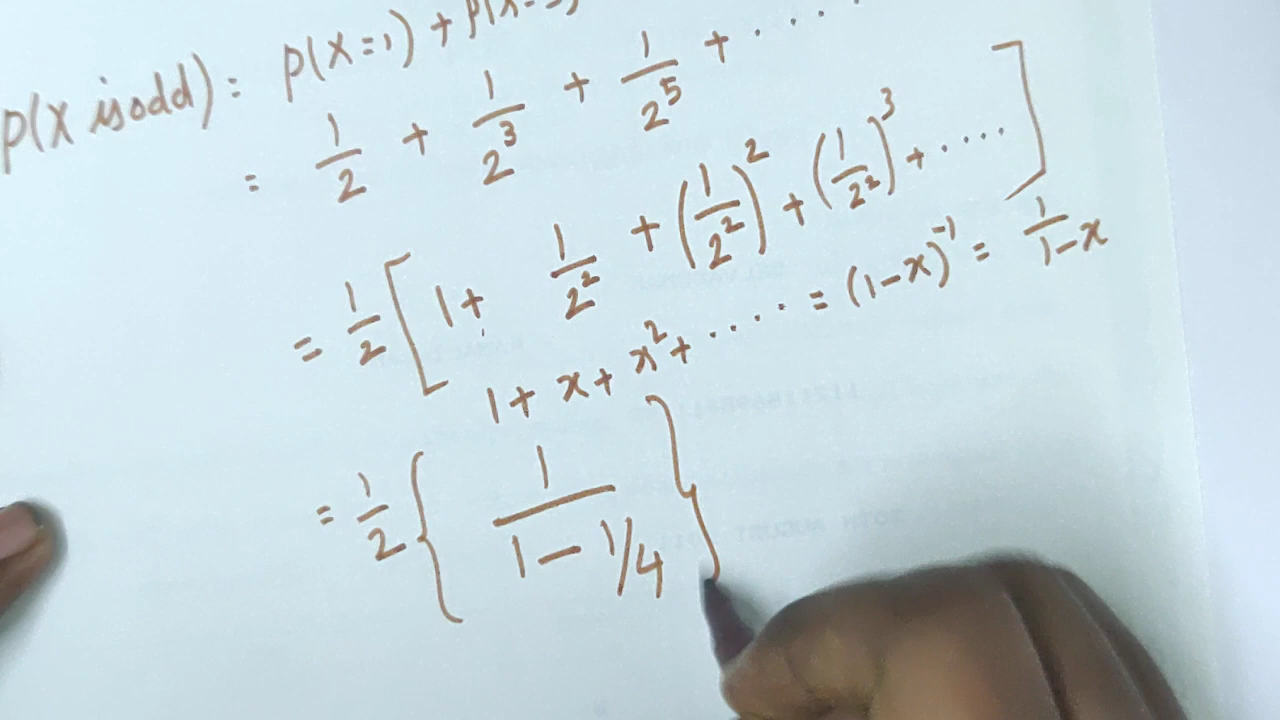 P(X is odd) = P(X=1) + P(X=
= 1/2 + 1/2^3 + 1/2^5 + .....
= 1/2 [ 1 + 1/2^2 + (1/2^2)^2 + (1/2^2)^3 + ..... ]
1 + x + x^2 + ..... = (1-x)^-1 = 1/(1-x)
= 1/2 { 1/(1 - 1/4) }